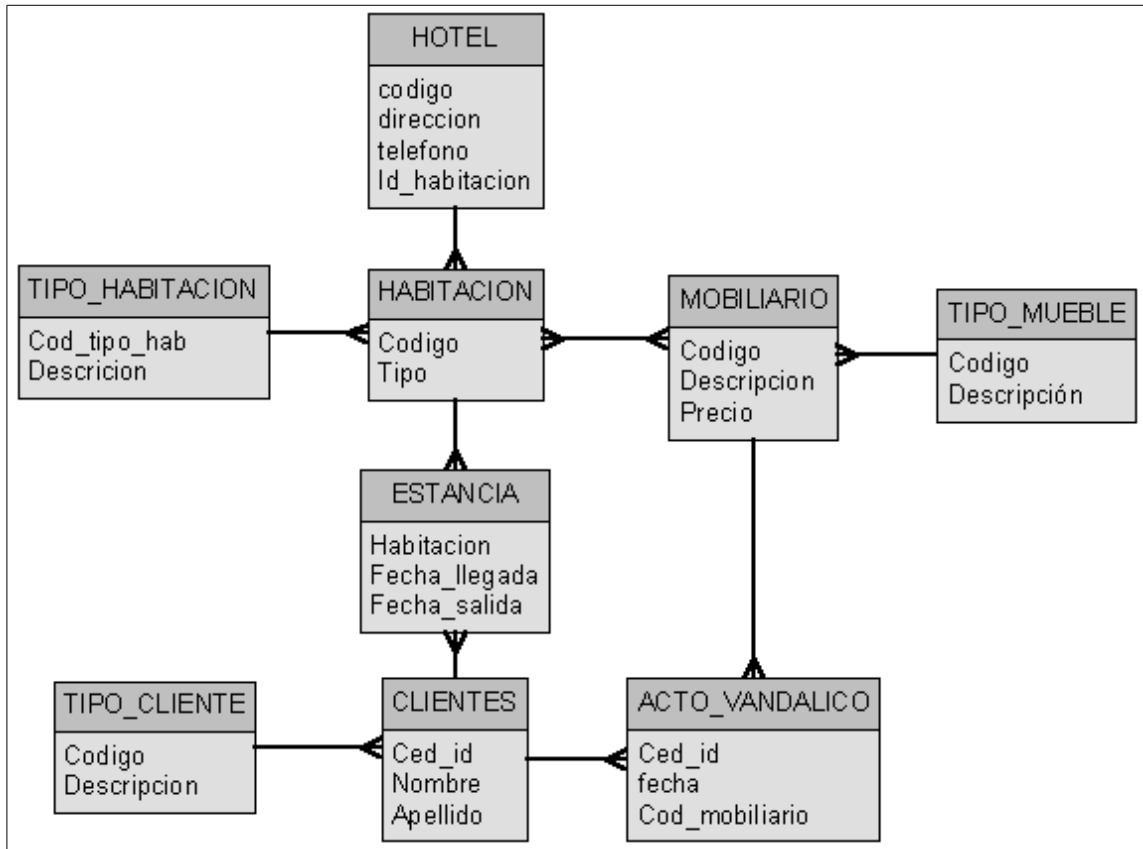 HOTEL
codigo
direccion
telefono
Id_habitacion
TIPO_HABITACION
Cod_tipo_hab
Descricion
HABITACION
Codigo
Tipo
MOBILIARIO
Codigo
Descripcion
Precio
TIPO_MUEBLE
Codigo
Descripción
ESTANCIA
Habitacion
Fecha_llegada
Fecha_salida
TIPO_CLIENTE
Codigo
Descripcion
CLIENTES
Ced_id
Nombre
Apellido
ACTO_VANDALICO
Ced_id
fecha
Cod_mobiliario